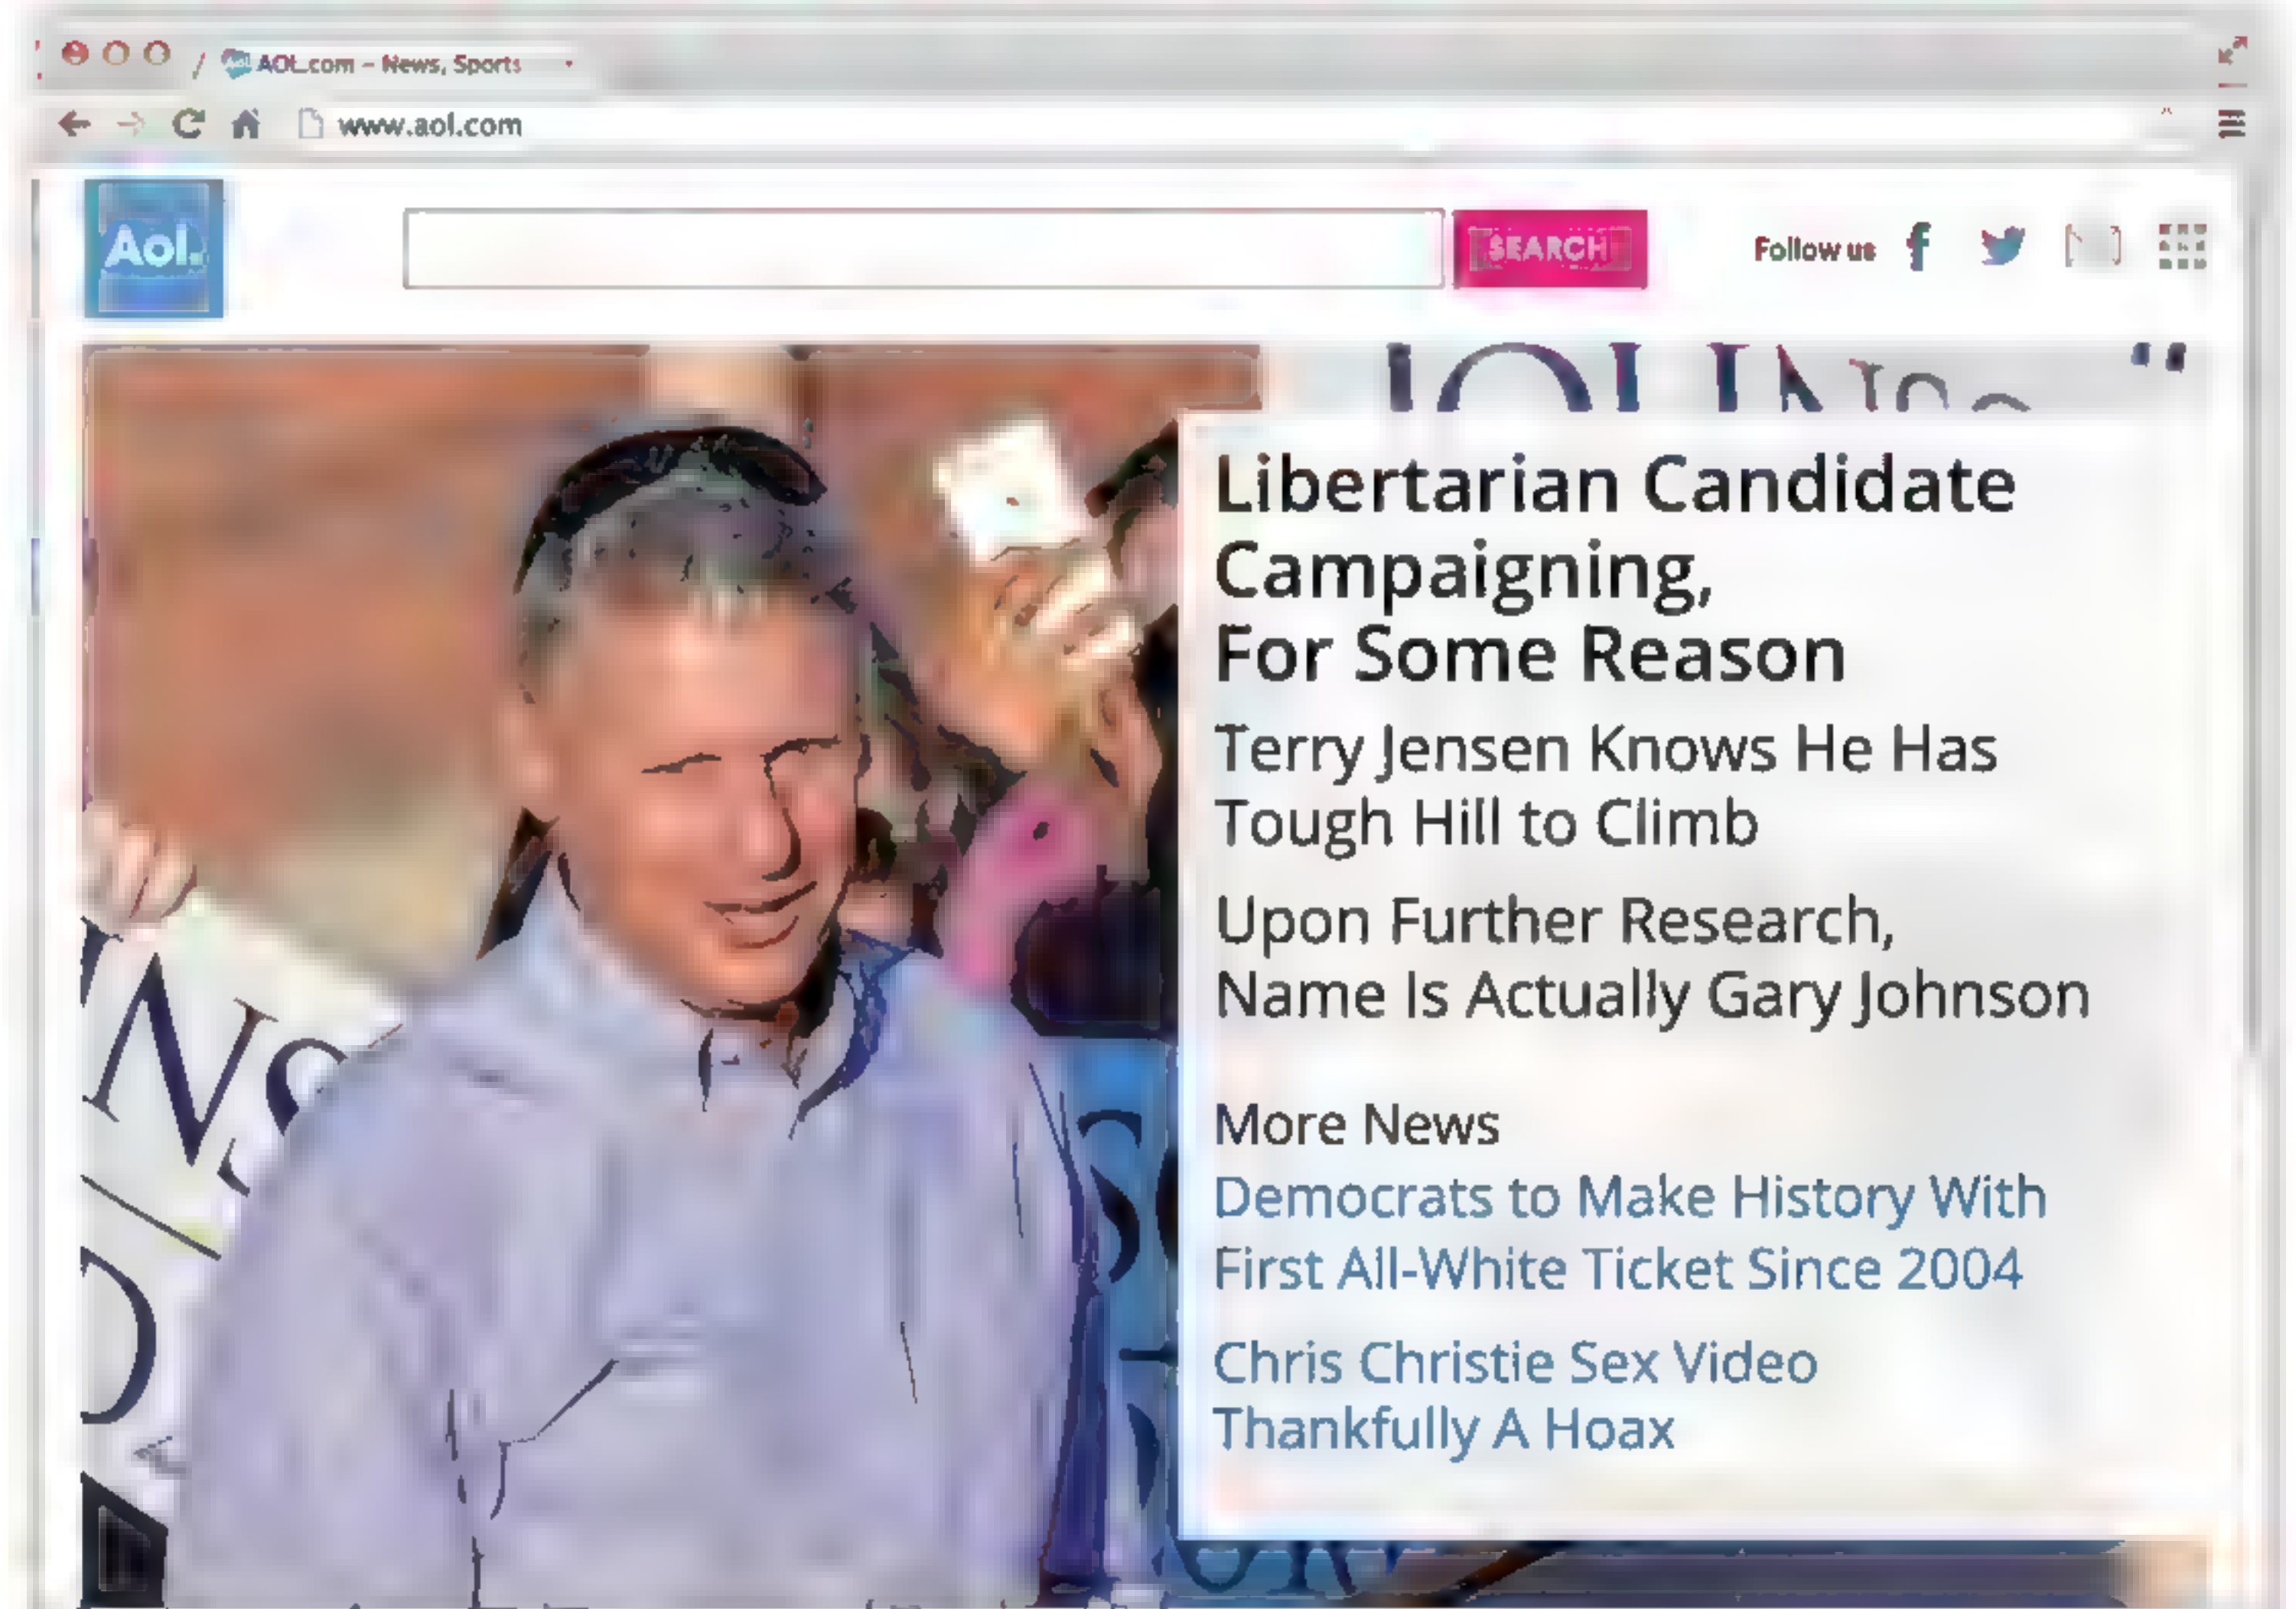 AOL.com – News, Sports
www.aol.com
Aol.
SEARCH
Follow us
Libertarian Candidate
Campaigning,
For Some Reason
Terry Jensen Knows He Has
Tough Hill to Climb
Upon Further Research,
Name Is Actually Gary Johnson
More News
Democrats to Make History With
First All-White Ticket Since 2004
Chris Christie Sex Video
Thankfully A Hoax